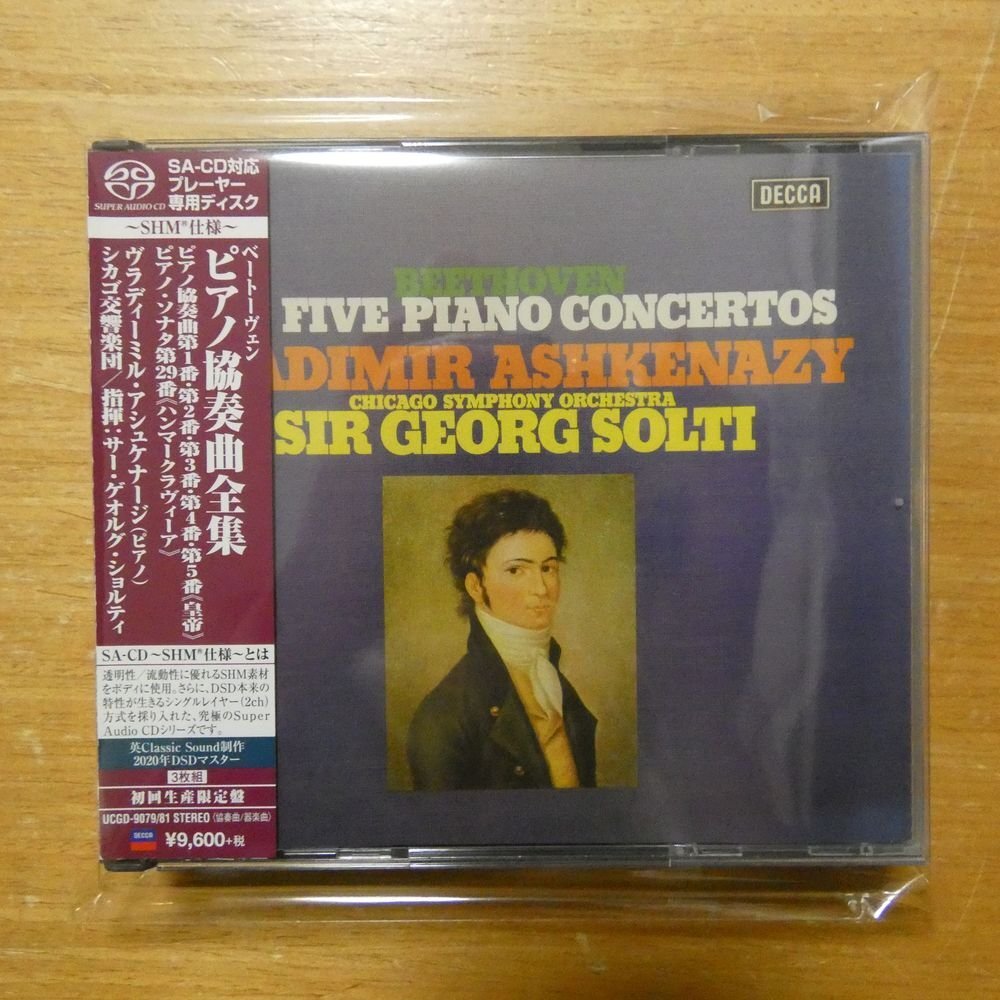 SUPER AUDIO CD
SA-CD対応
プレーヤー
専用ディスク
~SHM®仕様~
ベートーヴェン
ピアノ協奏曲全集
ピアノ協奏曲第1番・第2番・第3番・第4番・第5番《皇帝》
ピアノ・ソナタ第29番《ハンマークラヴィーア》
ヴラディーミル・アシュケナージ(ピアノ)
シカゴ交響楽団/指揮:サー・ゲオルグ・ショルティ
SA-CD ~SHM®仕様~とは
透明性/流動性に優れるSHM素材
をボディに使用。さらに、DSD本来の
特性が生きるシングルレイヤー(2ch)
方式を採り入れた、究極のSuper
Audio CDシリーズです。
英Classic Sound制作
2020年DSDマスター
3枚組
初回生産限定盤
UCGD-9079/81 STEREO〈協奏曲/器楽曲〉
DECCA
¥9,600+税
DECCA
BEETHOVEN
FIVE PIANO CONCERTOS
ADIMIR ASHKENAZY
CHICAGO SYMPHONY ORCHESTRA
SIR GEORG SOLTI